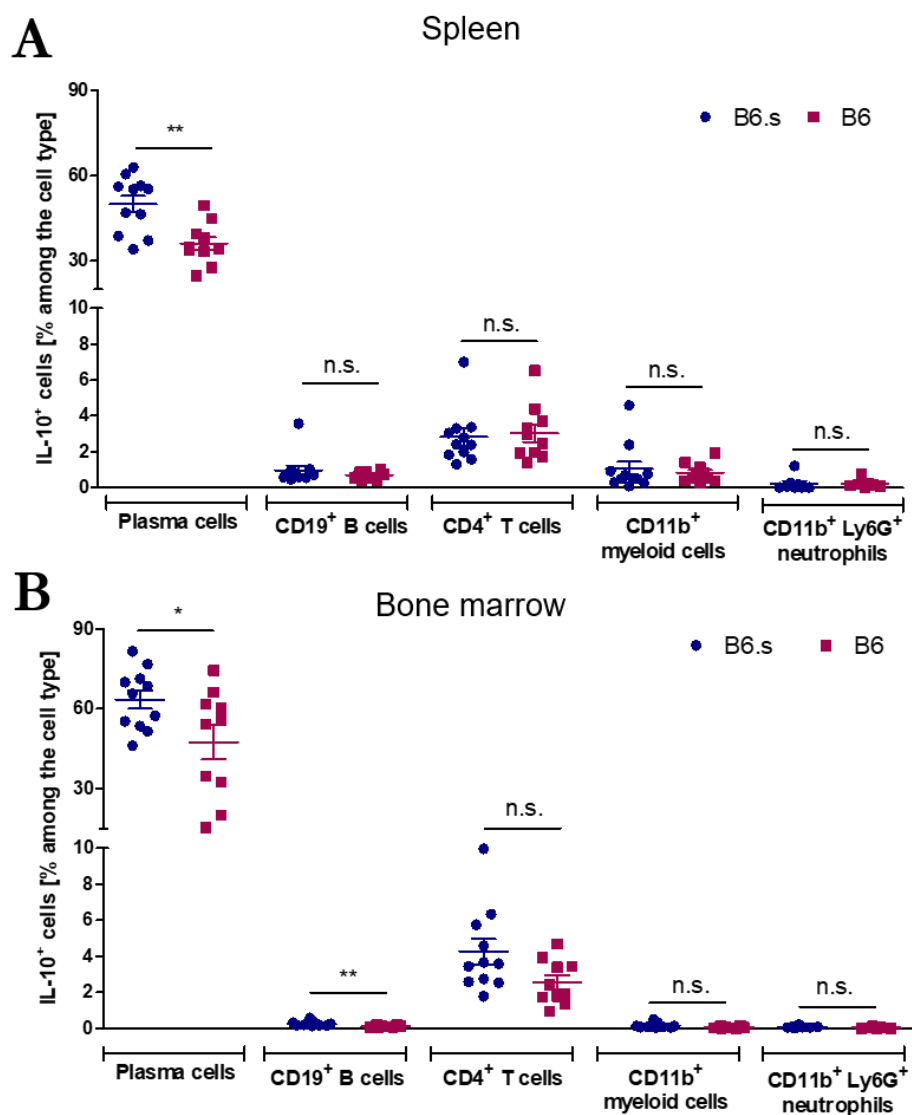 A
Spleen
IL-10⁺ cells [% among the cell type]
90
60
30
10
8
6
4
2
0
B6.s
B6
**
n.s.
n.s.
n.s.
n.s.
Plasma cells
CD19⁺ B cells
CD4⁺ T cells
CD11b⁺
myeloid cells
CD11b⁺ Ly6G⁺
neutrophils
B
Bone marrow
IL-10⁺ cells [% among the cell type]
90
60
30
10
8
6
4
2
0
B6.s
B6
*
**
n.s.
n.s.
n.s.
Plasma cells
CD19⁺ B cells
CD4⁺ T cells
CD11b⁺
myeloid cells
CD11b⁺ Ly6G⁺
neutrophils